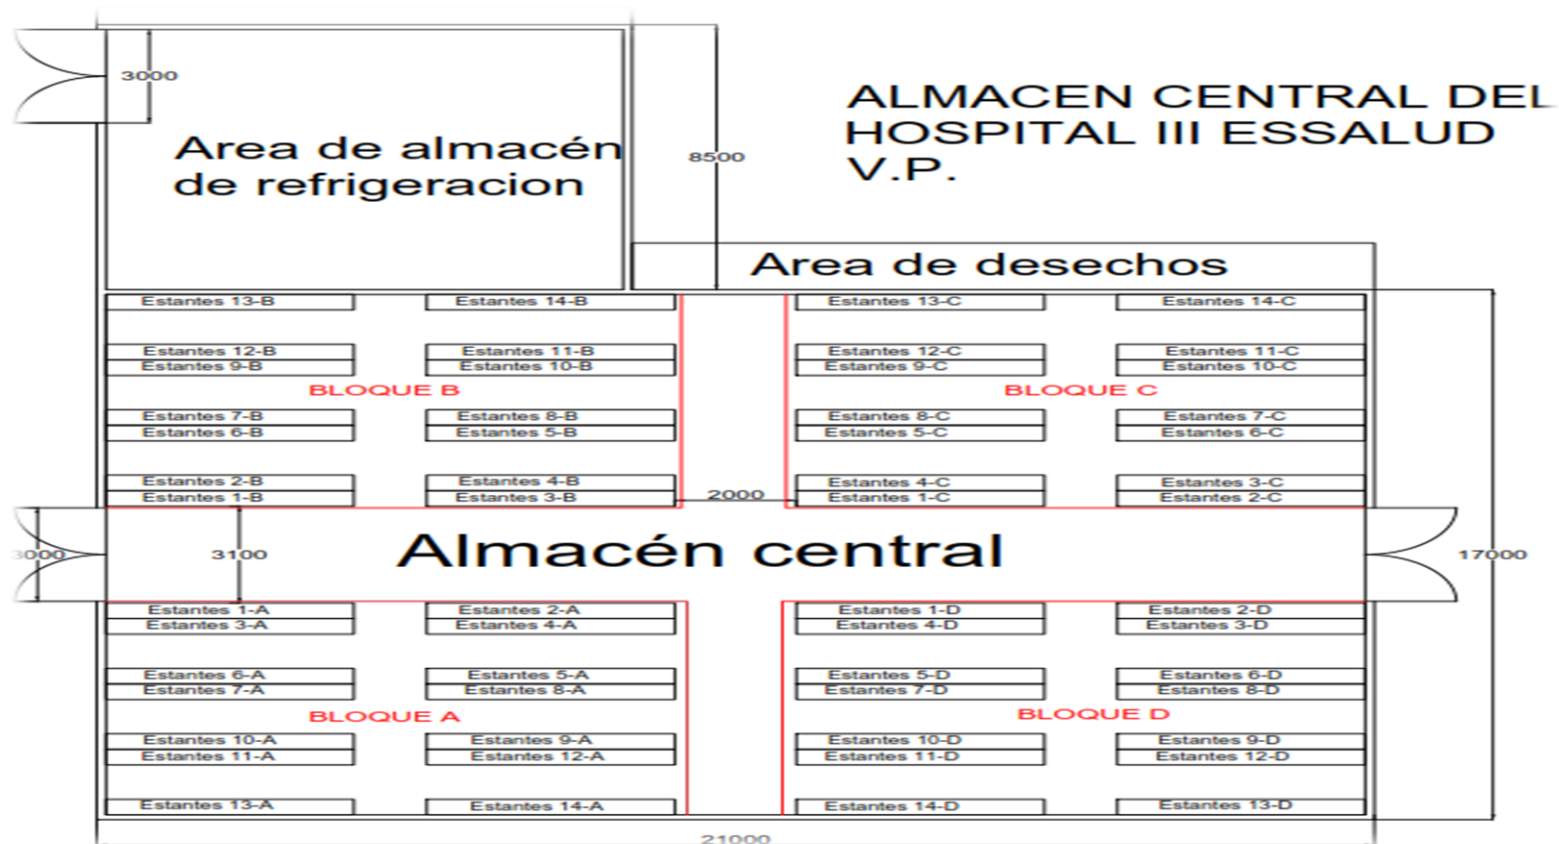 3000
Area de almacén
de refrigeracion
8500
ALMACEN CENTRAL DEL
HOSPITAL III ESSALUD
V.P.
Area de desechos
Estantes 13-B
Estantes 14-B
Estantes 13-C
Estantes 14-C
Estantes 12-B
Estantes 11-B
Estantes 12-C
Estantes 11-C
Estantes 9-B
Estantes 10-B
Estantes 9-C
Estantes 10-C
BLOQUE B
BLOQUE C
Estantes 7-B
Estantes 8-B
Estantes 8-C
Estantes 7-C
Estantes 6-B
Estantes 5-B
Estantes 5-C
Estantes 6-C
Estantes 2-B
Estantes 4-B
Estantes 4-C
Estantes 3-C
Estantes 1-B
Estantes 3-B
2000
Estantes 1-C
Estantes 2-C
3000
3100
Almacén central
17000
Estantes 1-A
Estantes 2-A
Estantes 1-D
Estantes 2-D
Estantes 3-A
Estantes 4-A
Estantes 4-D
Estantes 3-D
Estantes 6-A
Estantes 5-A
Estantes 5-D
Estantes 6-D
Estantes 7-A
Estantes 8-A
Estantes 7-D
Estantes 8-D
BLOQUE A
BLOQUE D
Estantes 10-A
Estantes 9-A
Estantes 10-D
Estantes 9-D
Estantes 11-A
Estantes 12-A
Estantes 11-D
Estantes 12-D
Estantes 13-A
Estantes 14-A
Estantes 14-D
Estantes 13-D
21000